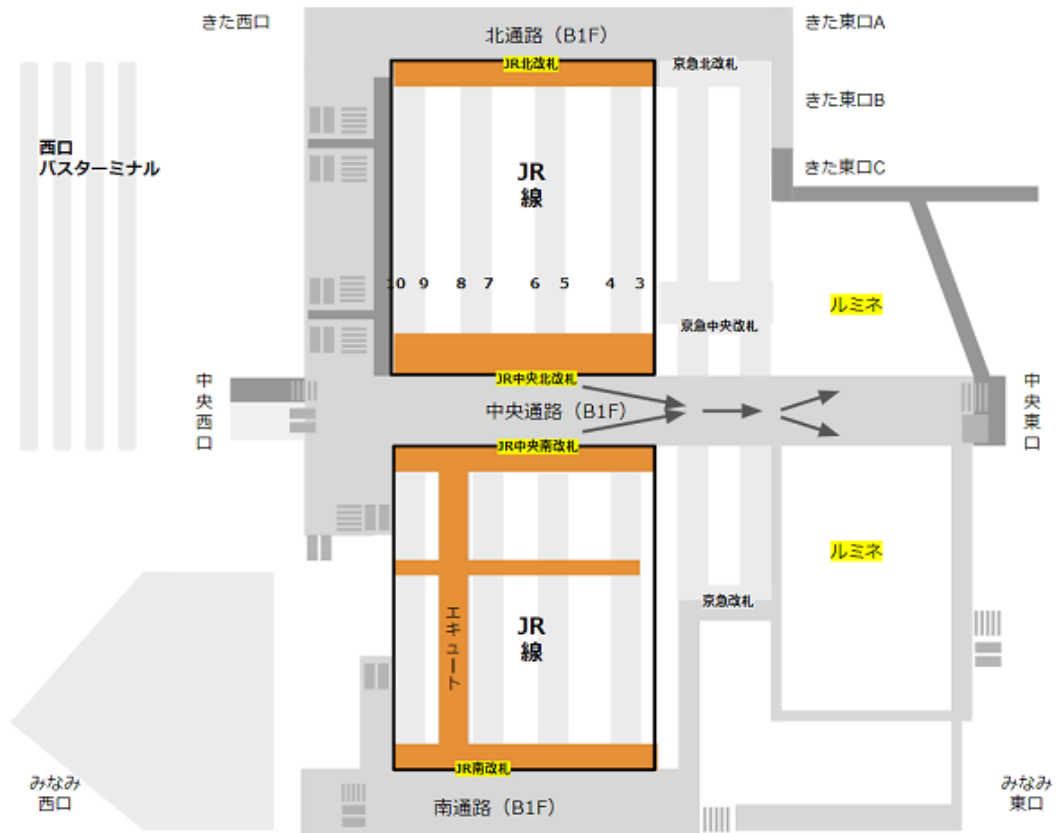 きた西口
きた東口A
北通路（B1F）
JR北改札
京急北改札
きた東口B
西口
バスターミナル
きた東口C
JR
線
10 9 8 7 6 5 4 3
ルミネ
京急中央改札
JR中央北改札
中央西口
中央通路（B1F）
中央東口
JR中央南改札
ルミネ
京急改札
エキュート
JR
線
JR南改札
みなみ
西口
みなみ
東口
南通路（B1F）